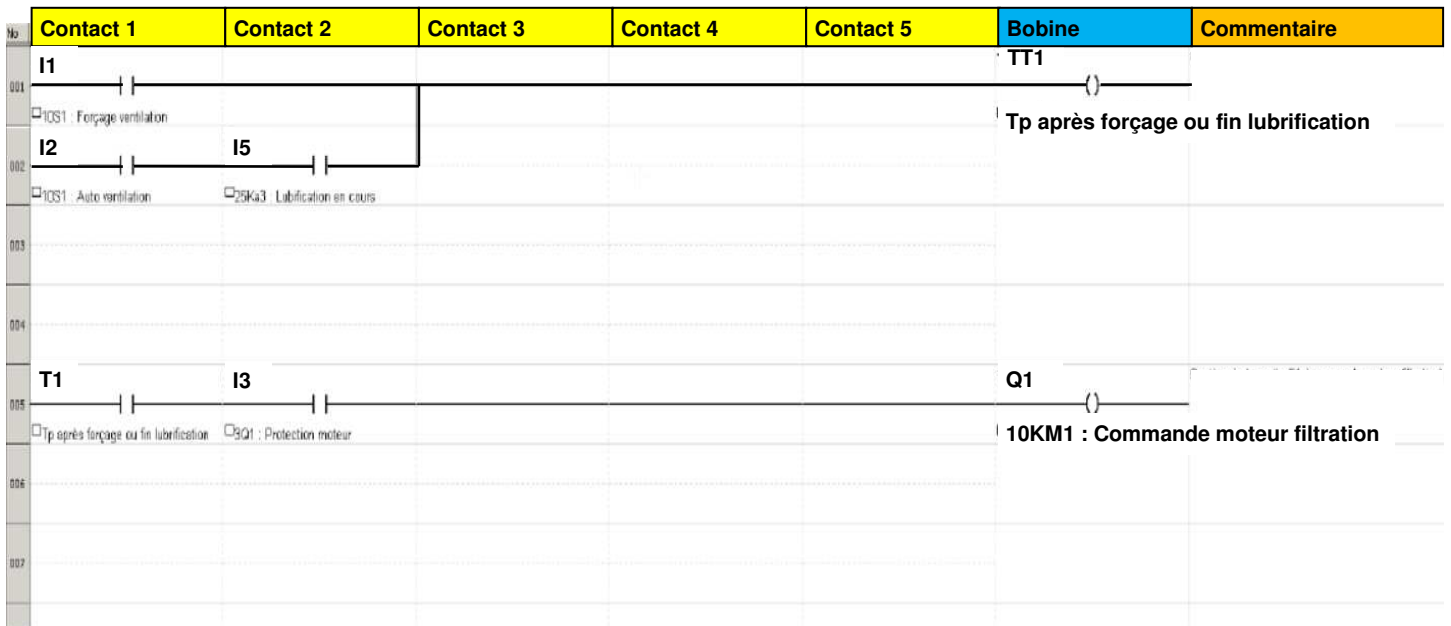 No Contact 1 Contact 2 Contact 3 Contact 4 Contact 5 Bobine Commentaire
I1 TT1
001
10S1 : Forçage ventilation
Tp après forçage ou fin lubrification
I2 I5
002
10S1 : Auto ventilation 25Ka3 : Lubification en cours
003
004
T1 I3 Q1
005
Tp après forçage ou fin lubrification 9Q1 : Protection moteur
10KM1 : Commande moteur filtration
006
007